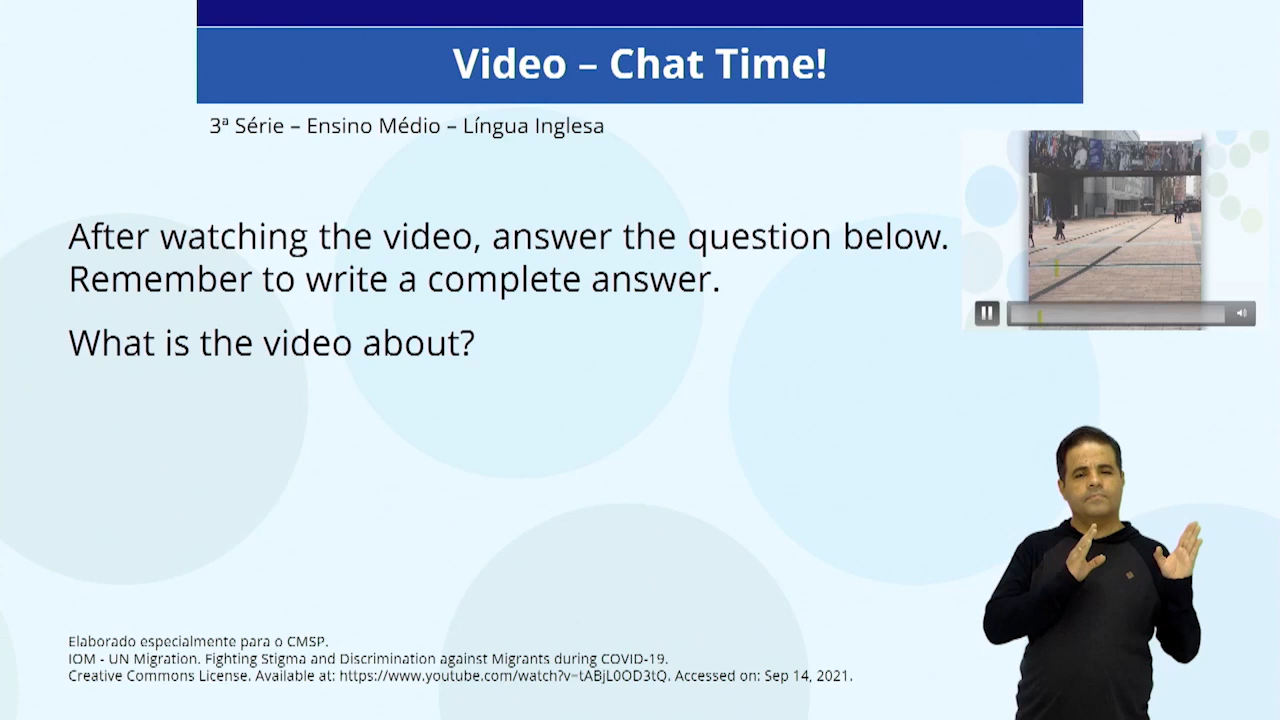 Video – Chat Time!
3ª Série – Ensino Médio – Língua Inglesa
After watching the video, answer the question below.
Remember to write a complete answer.
What is the video about?
Elaborado especialmente para o CMSP.
IOM - UN Migration. Fighting Stigma and Discrimination against Migrants during COVID-19.
Creative Commons License. Available at: https://www.youtube.com/watch?v=tABjL0OD3tQ. Accessed on: Sep 14, 2021.